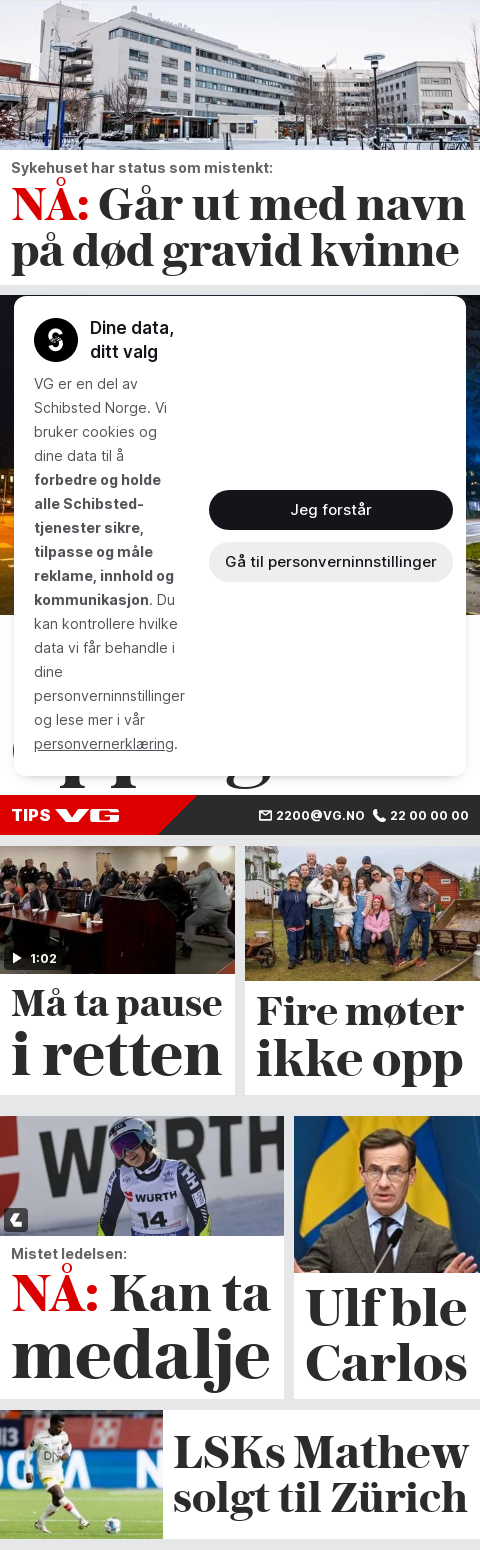 Sykehuset har status som mistenkt:
NÅ: Går ut med navn
på død gravid kvinne
Dine data,
ditt valg
VG er en del av
Schibsted Norge. Vi
bruker cookies og
dine data til å
forbedre og holde
alle Schibsted-
tjenester sikre,
tilpasse og måle
reklame, innhold og
kommunikasjon. Du
kan kontrollere hvilke
data vi får behandle i
dine
personverninnstillinger
og lese mer i vår
personvernerklæring.
Jeg forstår
Gå til personverninnstillinger
TIPS VG
2200@VG.NO
22 00 00 00
1:02
Må ta pause
i retten
Fire møter
ikke opp
WÜRTH
WÜRTH
14
Mistet ledelsen:
NÅ: Kan ta
medalje
Ulf ble
Carlos
LSKs Mathew
solgt til Zürich